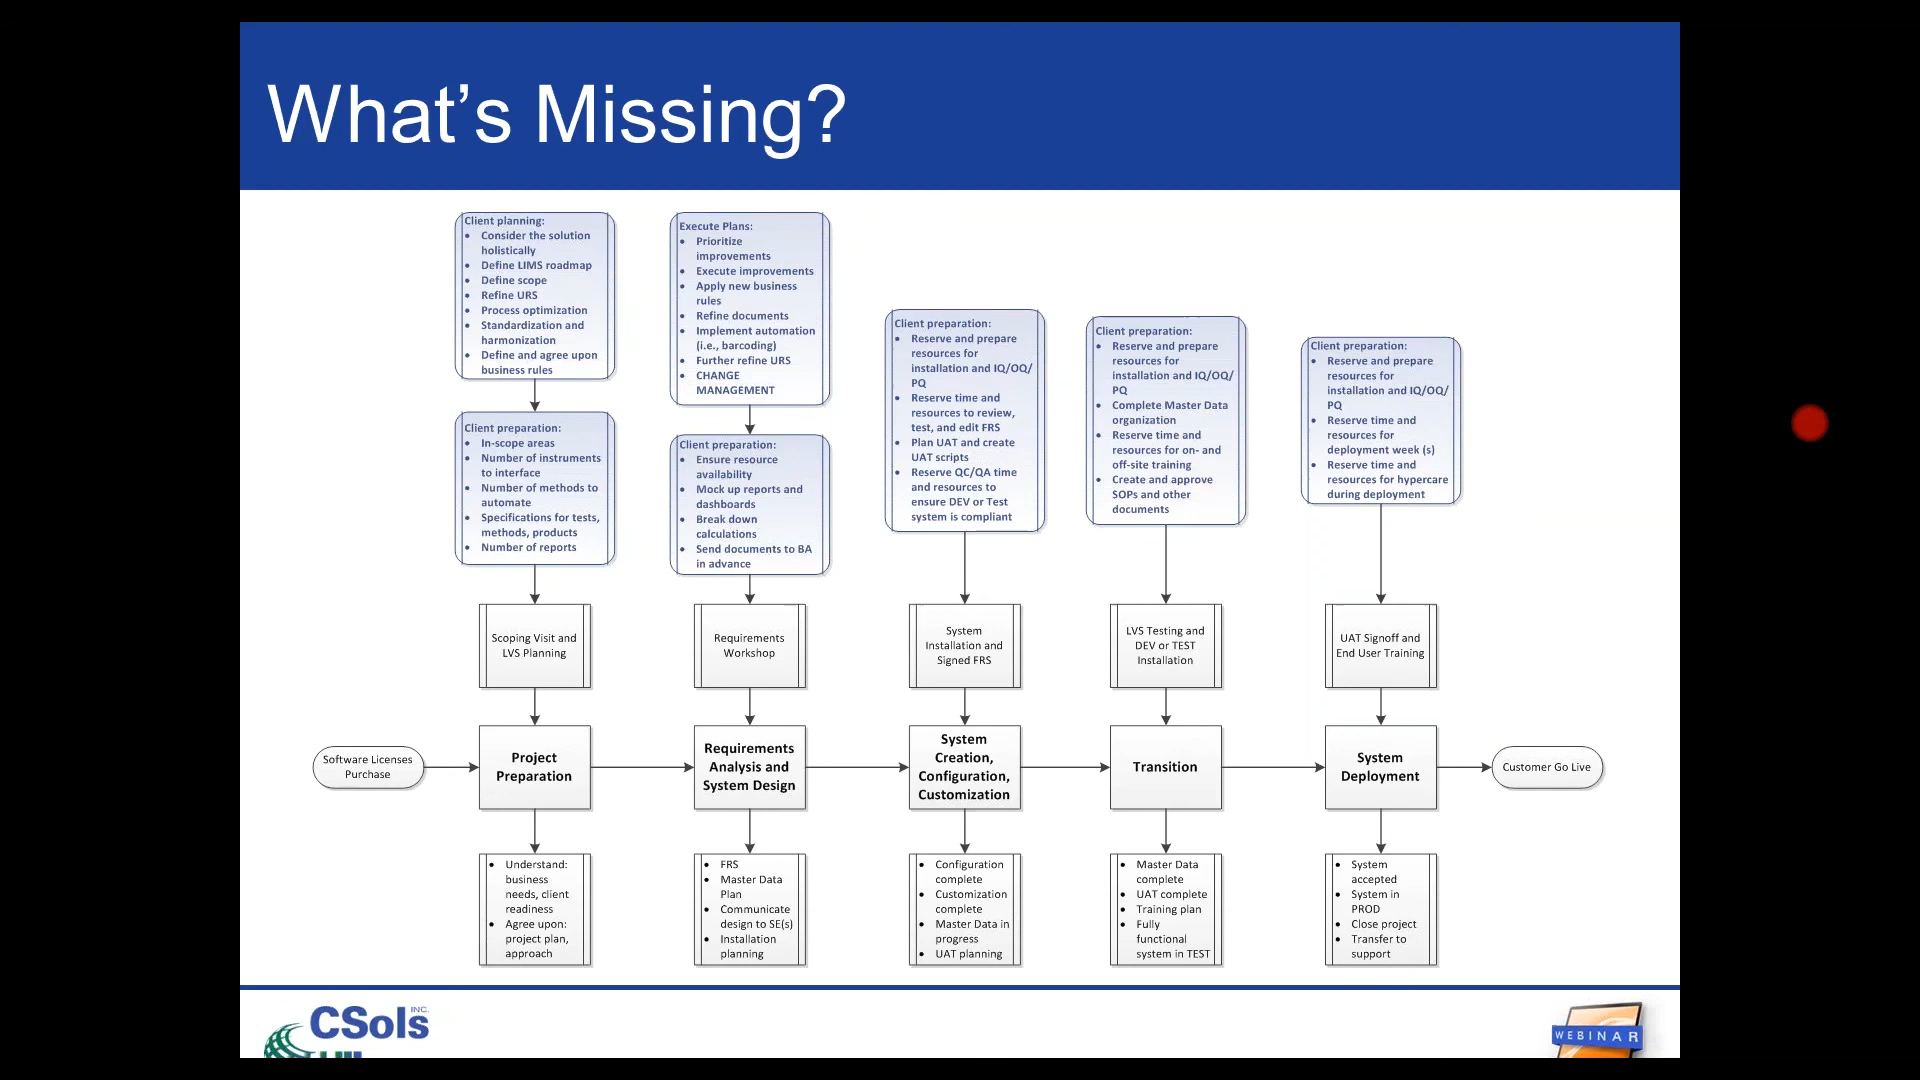 What's Missing?
Client planning:
• Consider the solution
holistically
• Define LIMS roadmap
• Define scope
• Refine URS
• Process optimization
• Standardization and
harmonization
• Define and agree upon
business rules
Client preparation:
• In-scope areas
• Number of instruments
to interface
• Number of methods to
automate
• Specifications for tests,
methods, products
• Number of reports
Scoping Visit and
LVS Planning
Execute Plans:
• Prioritize
improvements
• Execute improvements
• Apply new business
rules
• Refine documents
• Implement automation
(i.e., barcoding)
• Further refine URS
• CHANGE
MANAGEMENT
Client preparation:
• Ensure resource
availability
• Mock up reports and
dashboards
• Break down
calculations
• Send documents to BA
in advance
Requirements
Workshop
Client preparation:
• Reserve and prepare
resources for
installation and IQ/OQ/
PQ
• Reserve time and
resources to review,
test, and edit FRS
• Plan UAT and create
UAT scripts
• Reserve QC/QA time
and resources to
ensure DEV or Test
system is compliant
System
Installation and
Signed FRS
Client preparation:
• Reserve and prepare
resources for
installation and IQ/OQ/
PQ
• Complete Master Data
organization
• Reserve time and
resources for on- and
off-site training
• Create and approve
SOPs and other
documents
LVS Testing and
DEV or TEST
Installation
Client preparation:
• Reserve and prepare
resources for
installation and IQ/OQ/
PQ
• Reserve time and
resources for
deployment week (s)
• Reserve time and
resources for hypercare
during deployment
UAT Signoff and
End User Training
Software Licenses
Purchase
Project
Preparation
Requirements
Analysis and
System Design
System
Creation,
Configuration,
Customization
Transition
System
Deployment
Customer Go Live
• Understand:
business
needs, client
readiness
• Agree upon:
project plan,
approach
• FRS
• Master Data
Plan
• Communicate
design to SE(s)
• Installation
planning
• Configuration
complete
• Customization
complete
• Master Data in
progress
• UAT planning
• Master Data
complete
• UAT complete
• Training plan
• Fully
functional
system in TEST
• System
accepted
• System in
PROD
• Close project
• Transfer to
support
CSols INC.
WEBINAR